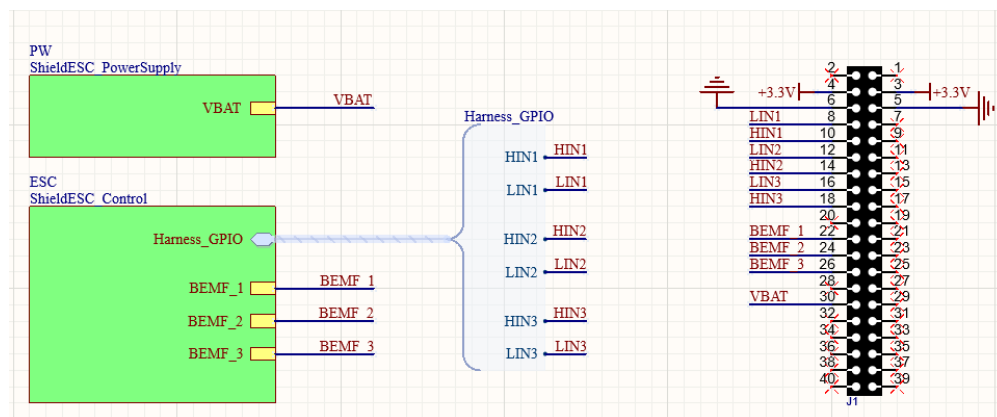 PW
ShieldESC_PowerSupply
VBAT
VBAT
ESC
ShieldESC_Control
Harness_GPIO
BEMF_1
BEMF_1
BEMF_2
BEMF_2
BEMF_3
BEMF_3
Harness_GPIO
HIN1
HIN1
LIN1
LIN1
HIN2
HIN2
LIN2
LIN2
HIN3
HIN3
LIN3
LIN3
2 1
+3.3V 4 3 +3.3V
6 5
LIN1 8 7
HIN1 10 9
LIN2 12 11
HIN2 14 13
LIN3 16 15
HIN3 18 17
20 19
BEMF_1 22 21
BEMF_2 24 23
BEMF_3 26 25
28 27
VBAT 30 29
32 31
34 33
36 35
38 37
40 39
J1